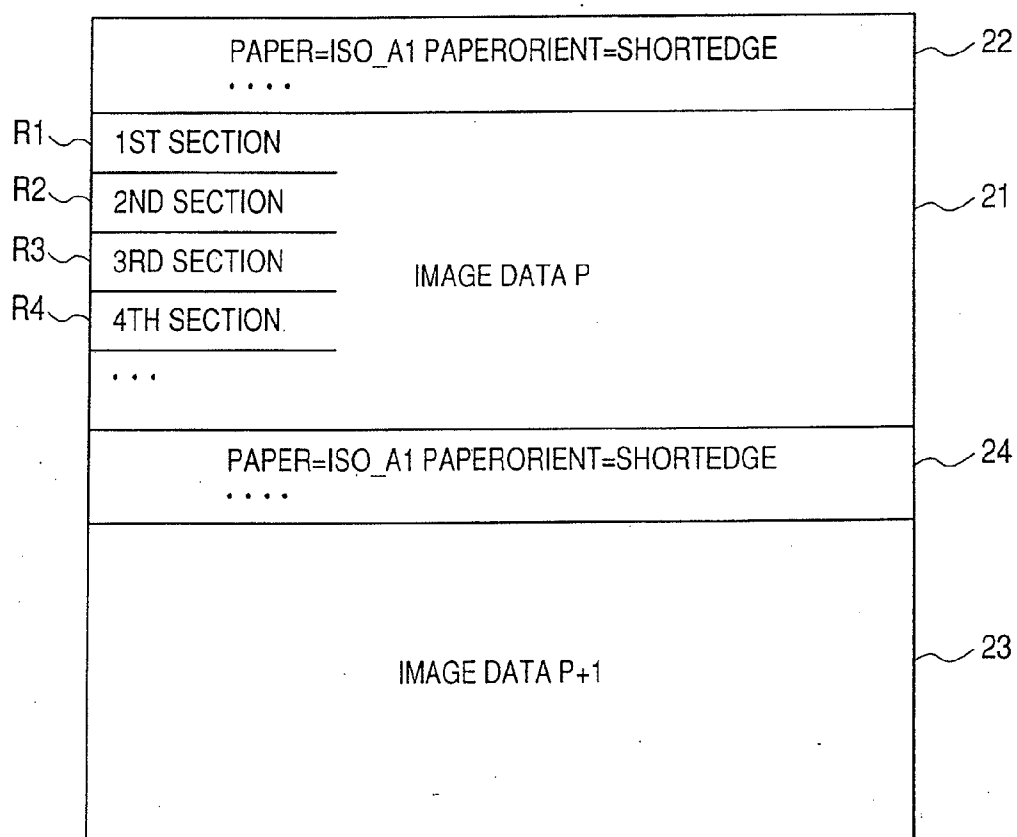 PAPER=ISO_A1 PAPERORIENT=SHORTEDGE
22
. . . .
R1
1ST SECTION
R2
2ND SECTION
21
R3
3RD SECTION
IMAGE DATA P
R4
4TH SECTION
. . .
PAPER=ISO_A1 PAPERORIENT=SHORTEDGE
24
. . . .
IMAGE DATA P+1
23